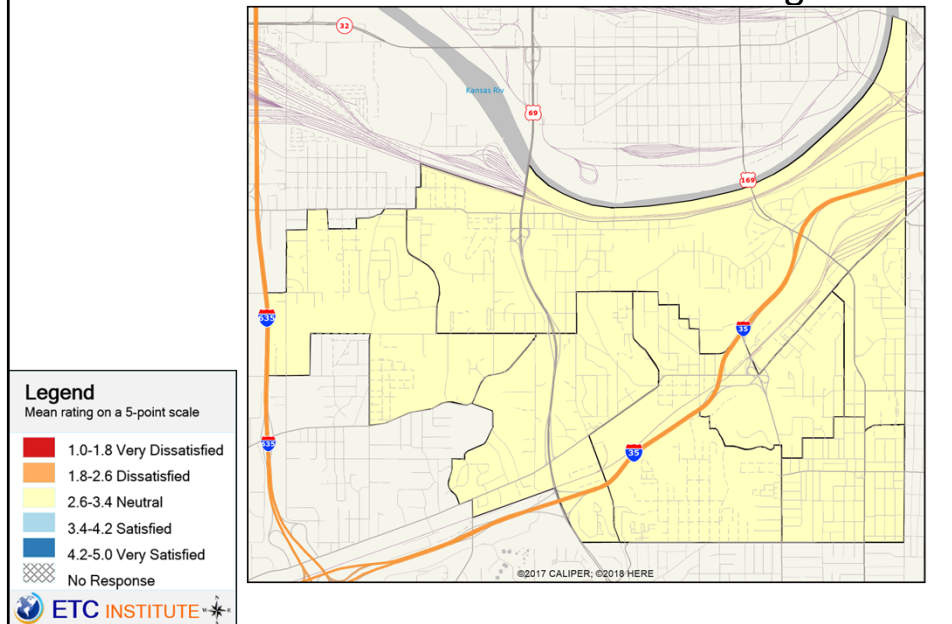 32
Kansas Riv
69
169
635
35
635
35
Legend
Mean rating on a 5-point scale
1.0-1.8 Very Dissatisfied
1.8-2.6 Dissatisfied
2.6-3.4 Neutral
3.4-4.2 Satisfied
4.2-5.0 Very Satisfied
No Response
©2017 CALIPER; ©2018 HERE
ETC INSTITUTE